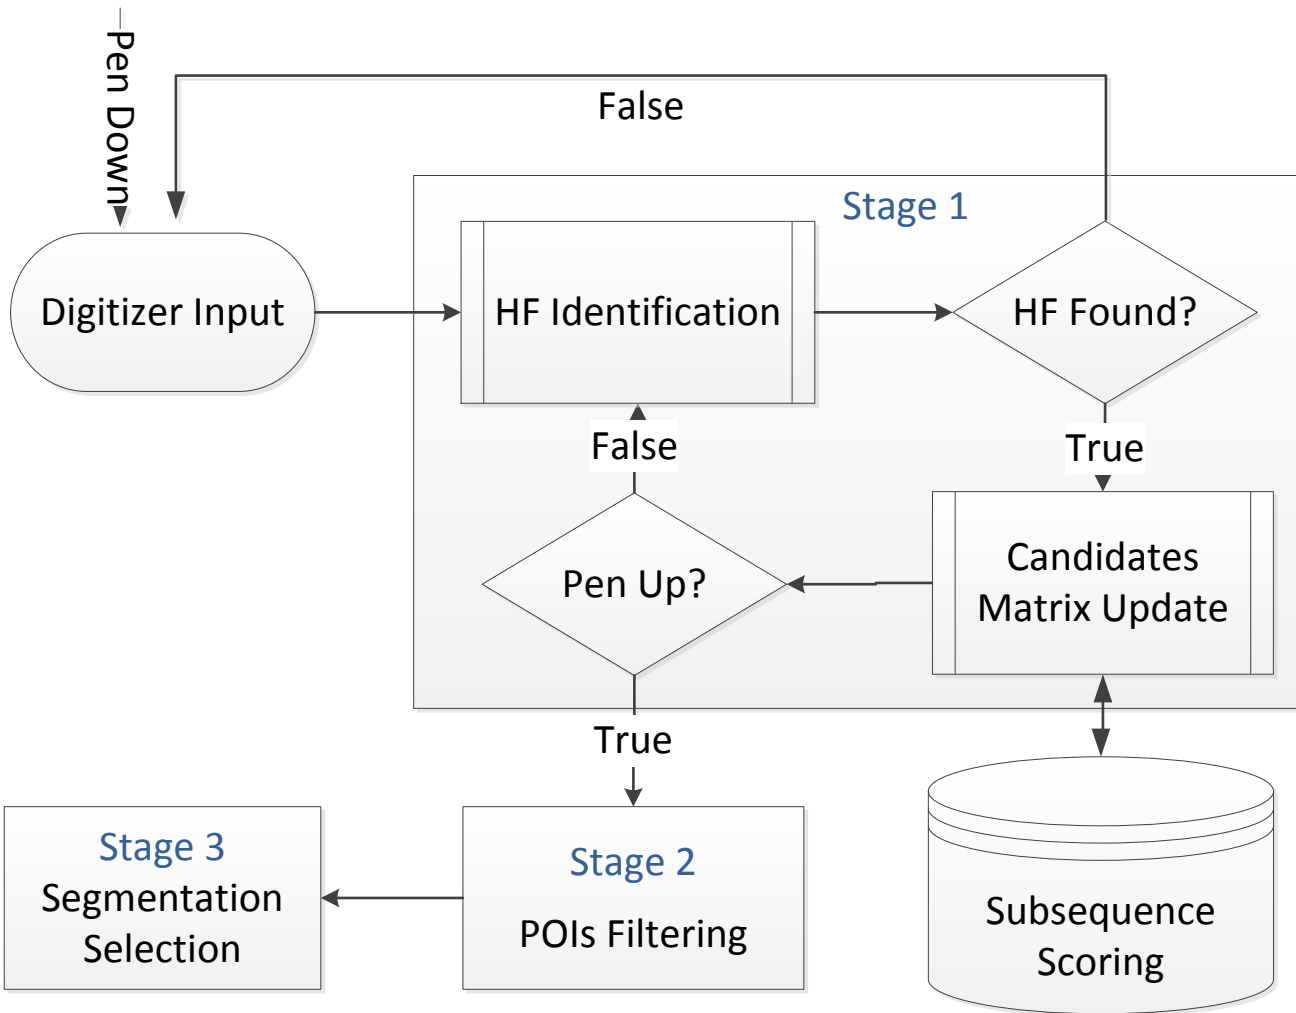 Pen Down
False
Stage 1
Digitizer Input
HF Identification
HF Found?
False
True
Pen Up?
Candidates
Matrix Update
True
Stage 3
Segmentation
Selection
Stage 2
POIs Filtering
Subsequence
Scoring